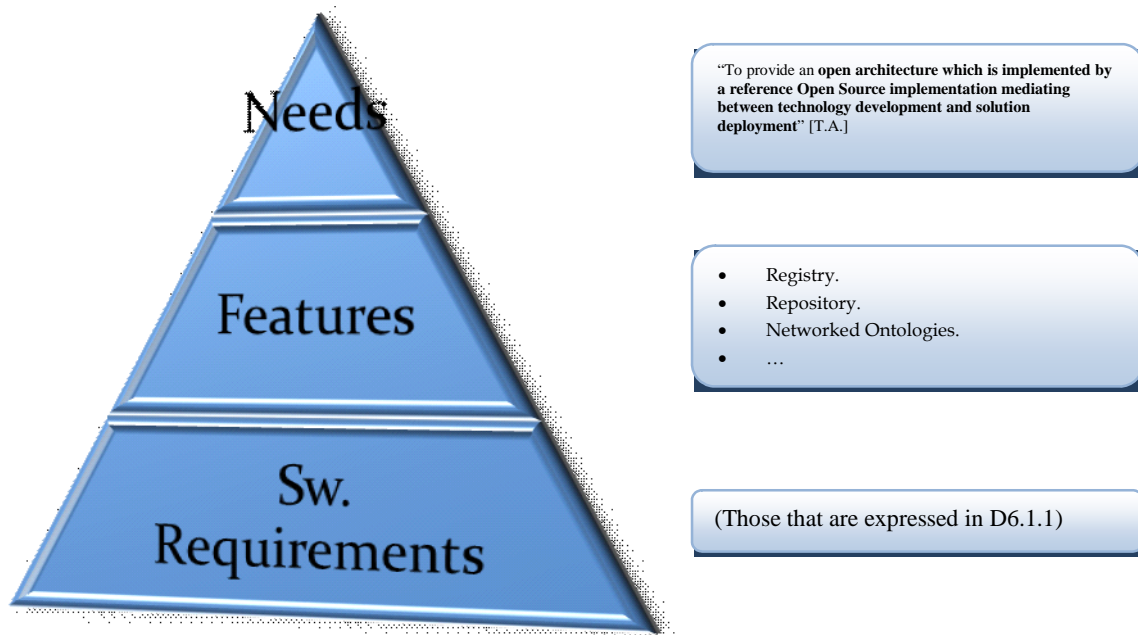 Needs
“To provide an open architecture which is implemented by
a reference Open Source implementation mediating
between technology development and solution
deployment” [T.A.]
Features
• Registry.
• Repository.
• Networked Ontologies.
• …
Sw.
Requirements
(Those that are expressed in D6.1.1)